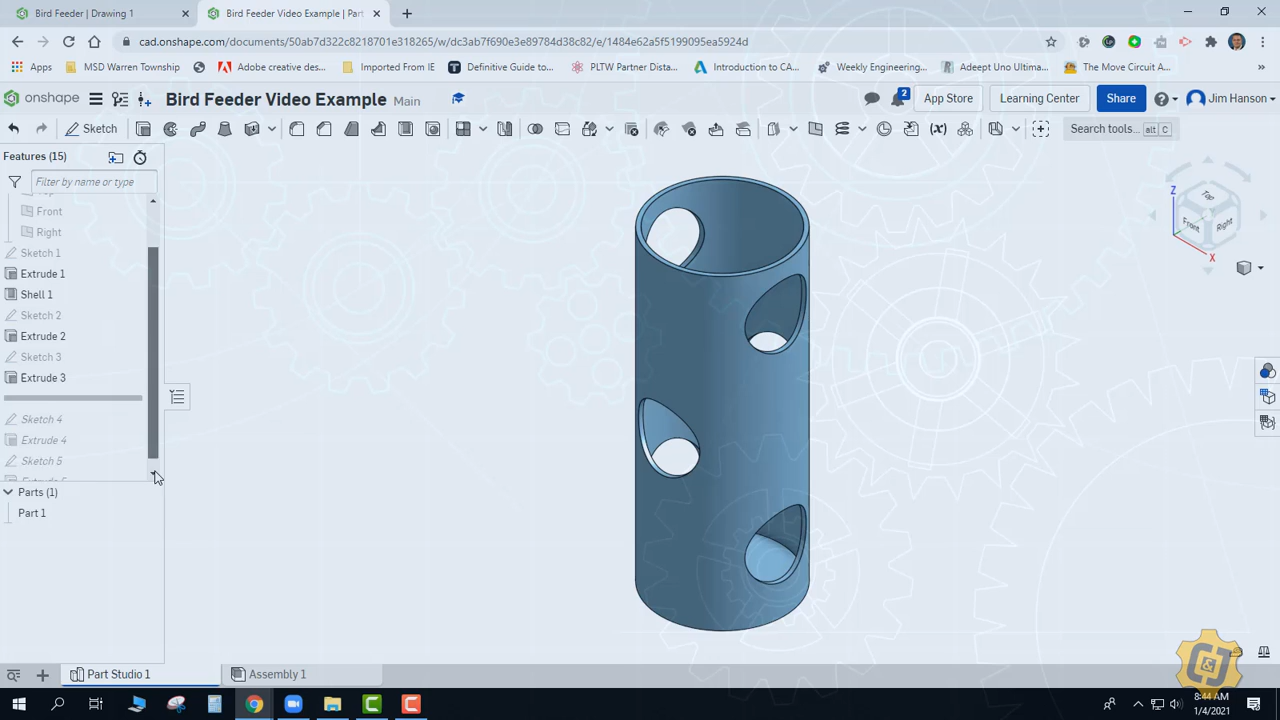 Bird Feeder | Drawing 1
Bird Feeder Video Example | Part
cad.onshape.com/documents/50ab7d322c8218701e318265/w/dc3ab7f690e3e89784d38c82/e/1484e62a5f5199095ea5924d
Apps
MSD Warren Township
Adobe creative des...
Imported From IE
Definitive Guide to...
PLTW Partner Dista...
Introduction to CA...
Weekly Engineering...
Adeept Uno Ultima...
The Move Circuit A...
onshape
Bird Feeder Video Example Main
2
App Store
Learning Center
Share
Jim Hanson
Sketch
Search tools... alt C
Features (15)
Filter by name or type
Front
Right
Sketch 1
Extrude 1
Shell 1
Sketch 2
Extrude 2
Sketch 3
Extrude 3
Sketch 4
Extrude 4
Sketch 5
Parts (1)
Part 1
Z
Top
Front
Right
X
Part Studio 1
Assembly 1
C&J
8:44 AM
1/4/2021